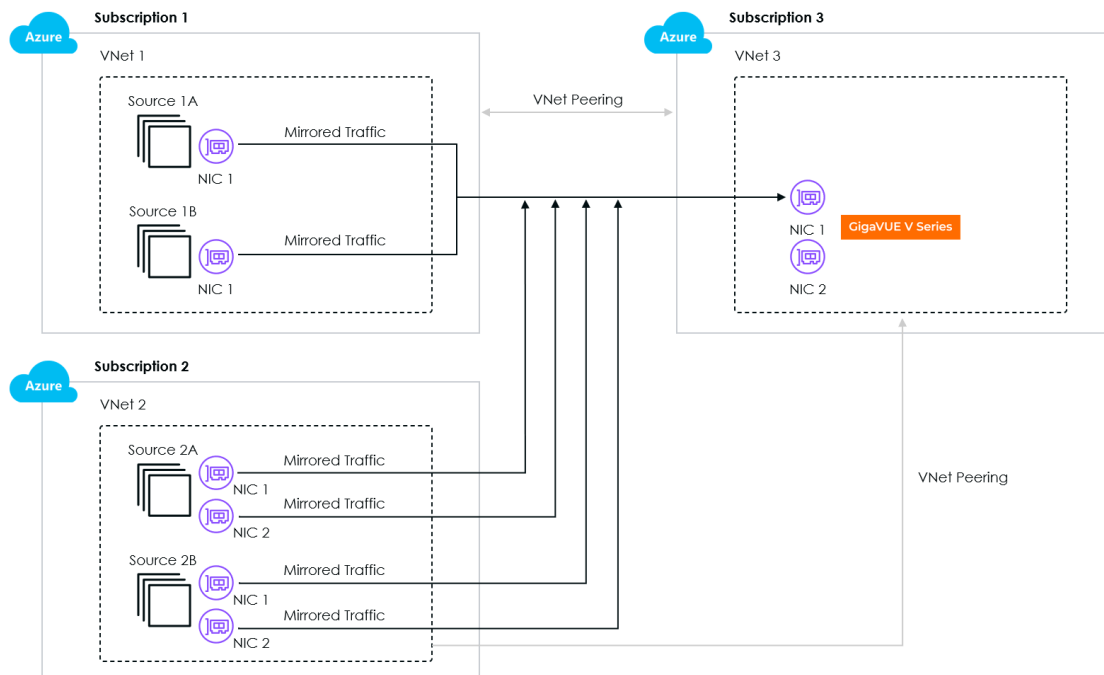 Subscription 1
Azure
VNet 1
Source 1A
Mirrored Traffic
NIC 1
Source 1B
Mirrored Traffic
NIC 1
VNet Peering
Subscription 3
Azure
VNet 3
NIC 1
GigaVUE V Series
NIC 2
Subscription 2
Azure
VNet 2
Source 2A
Mirrored Traffic
NIC 1
Mirrored Traffic
NIC 2
Source 2B
Mirrored Traffic
NIC 1
Mirrored Traffic
NIC 2
VNet Peering